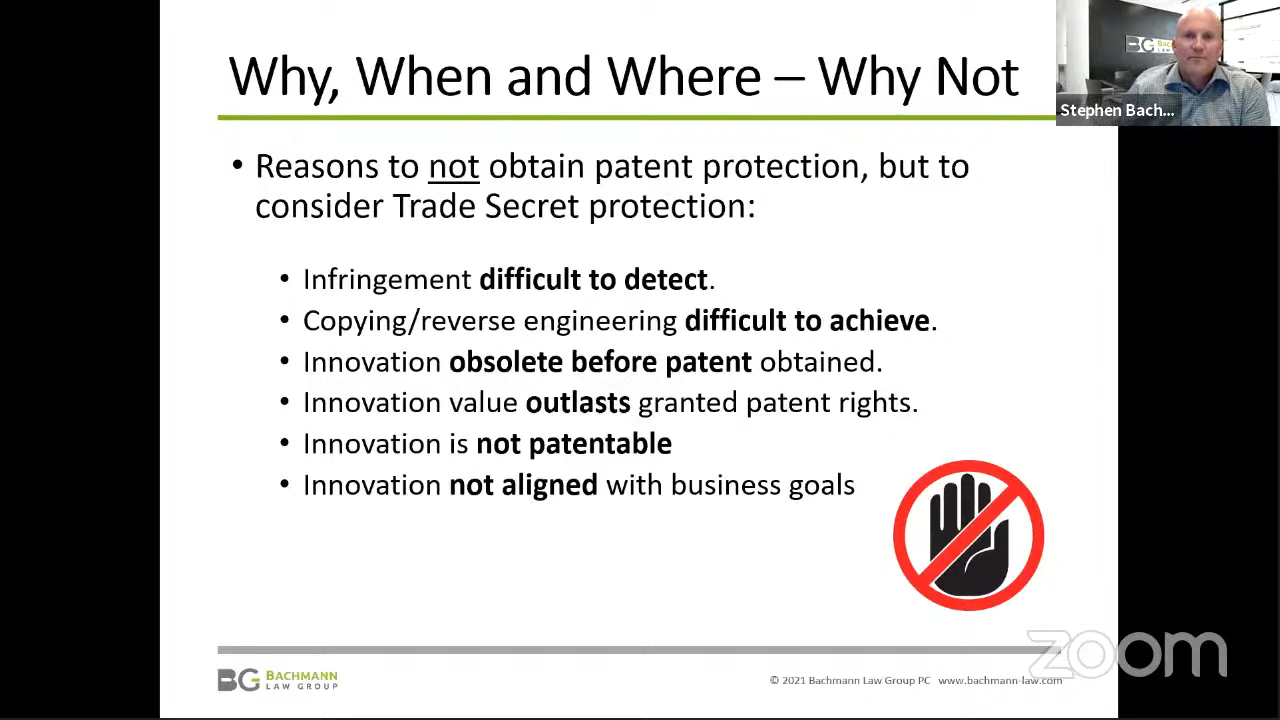 Why, When and Where – Why Not
Stephen Bach...
• Reasons to not obtain patent protection, but to
consider Trade Secret protection:
• Infringement difficult to detect.
• Copying/reverse engineering difficult to achieve.
• Innovation obsolete before patent obtained.
• Innovation value outlasts granted patent rights.
• Innovation is not patentable
• Innovation not aligned with business goals
zoom
BG BACHMANN
LAW GROUP
© 2021 Bachmann Law Group PC www.bachmann-law.com